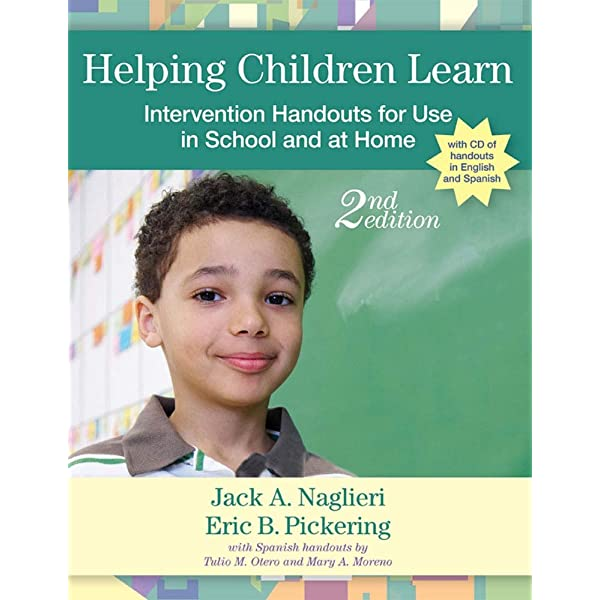 Helping Children Learn
Intervention Handouts for Use
in School and at Home
with CD of
handouts
in English
and Spanish
2nd
edition
Jack A. Naglieri
Eric B. Pickering
with Spanish handouts by
Tulio M. Otero and Mary A. Moreno